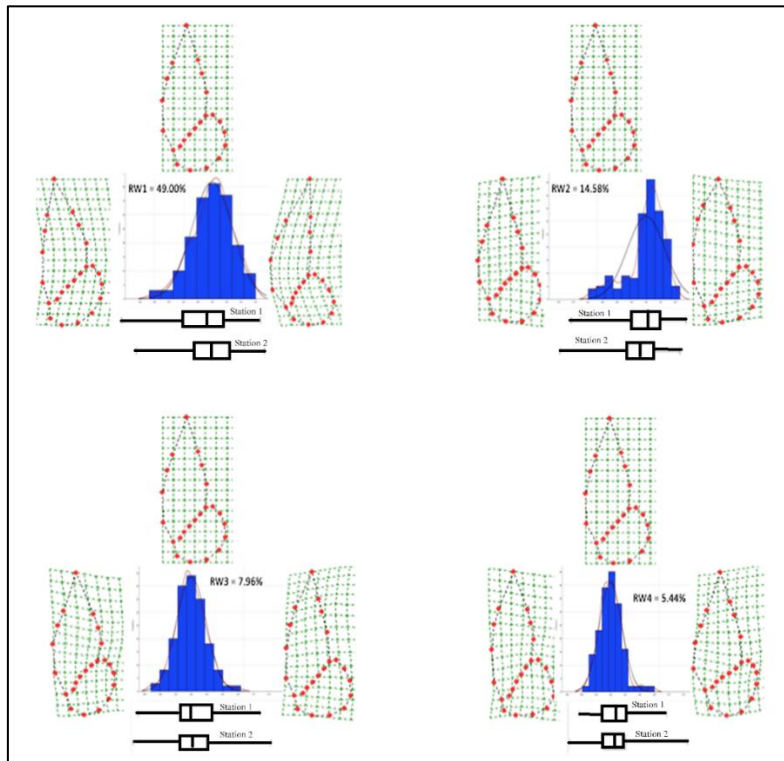 RW1 = 49.00%
Station 1
Station 2
RW2 = 14.58%
Station 1
Station 2
RW3 = 7.96%
Station 1
Station 2
RW4 = 5.44%
Station 1
Station 2